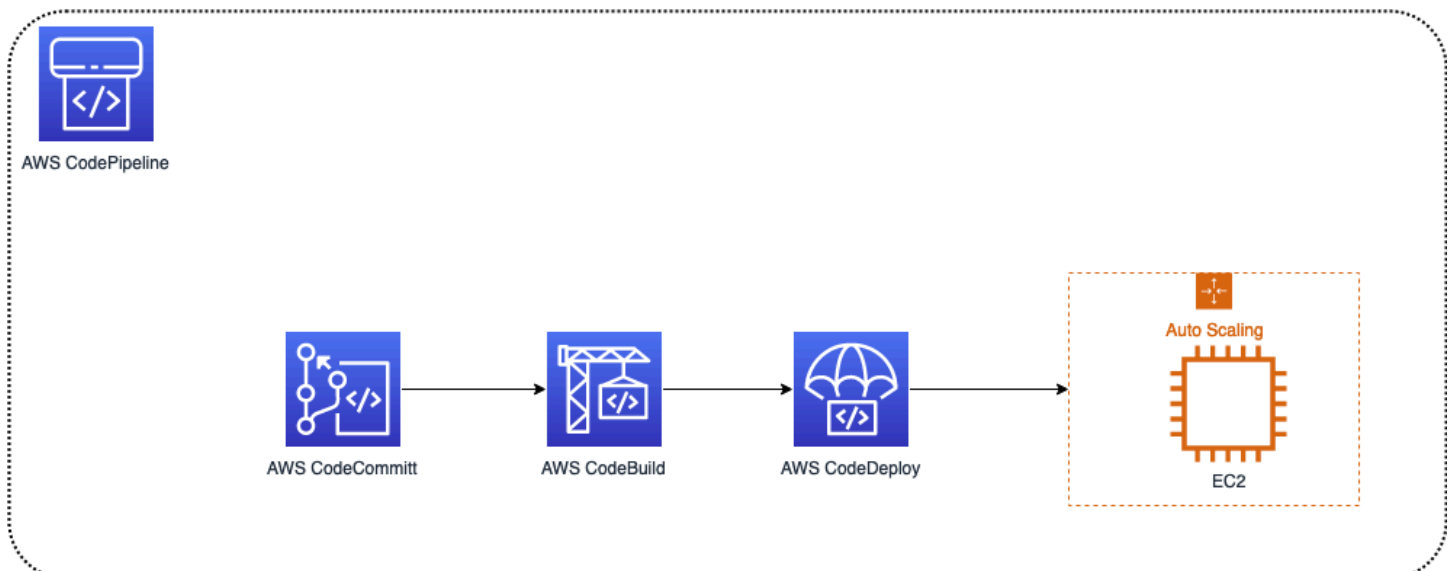 AWS CodePipeline
Auto Scaling
AWS CodeCommitt
AWS CodeBuild
AWS CodeDeploy
EC2